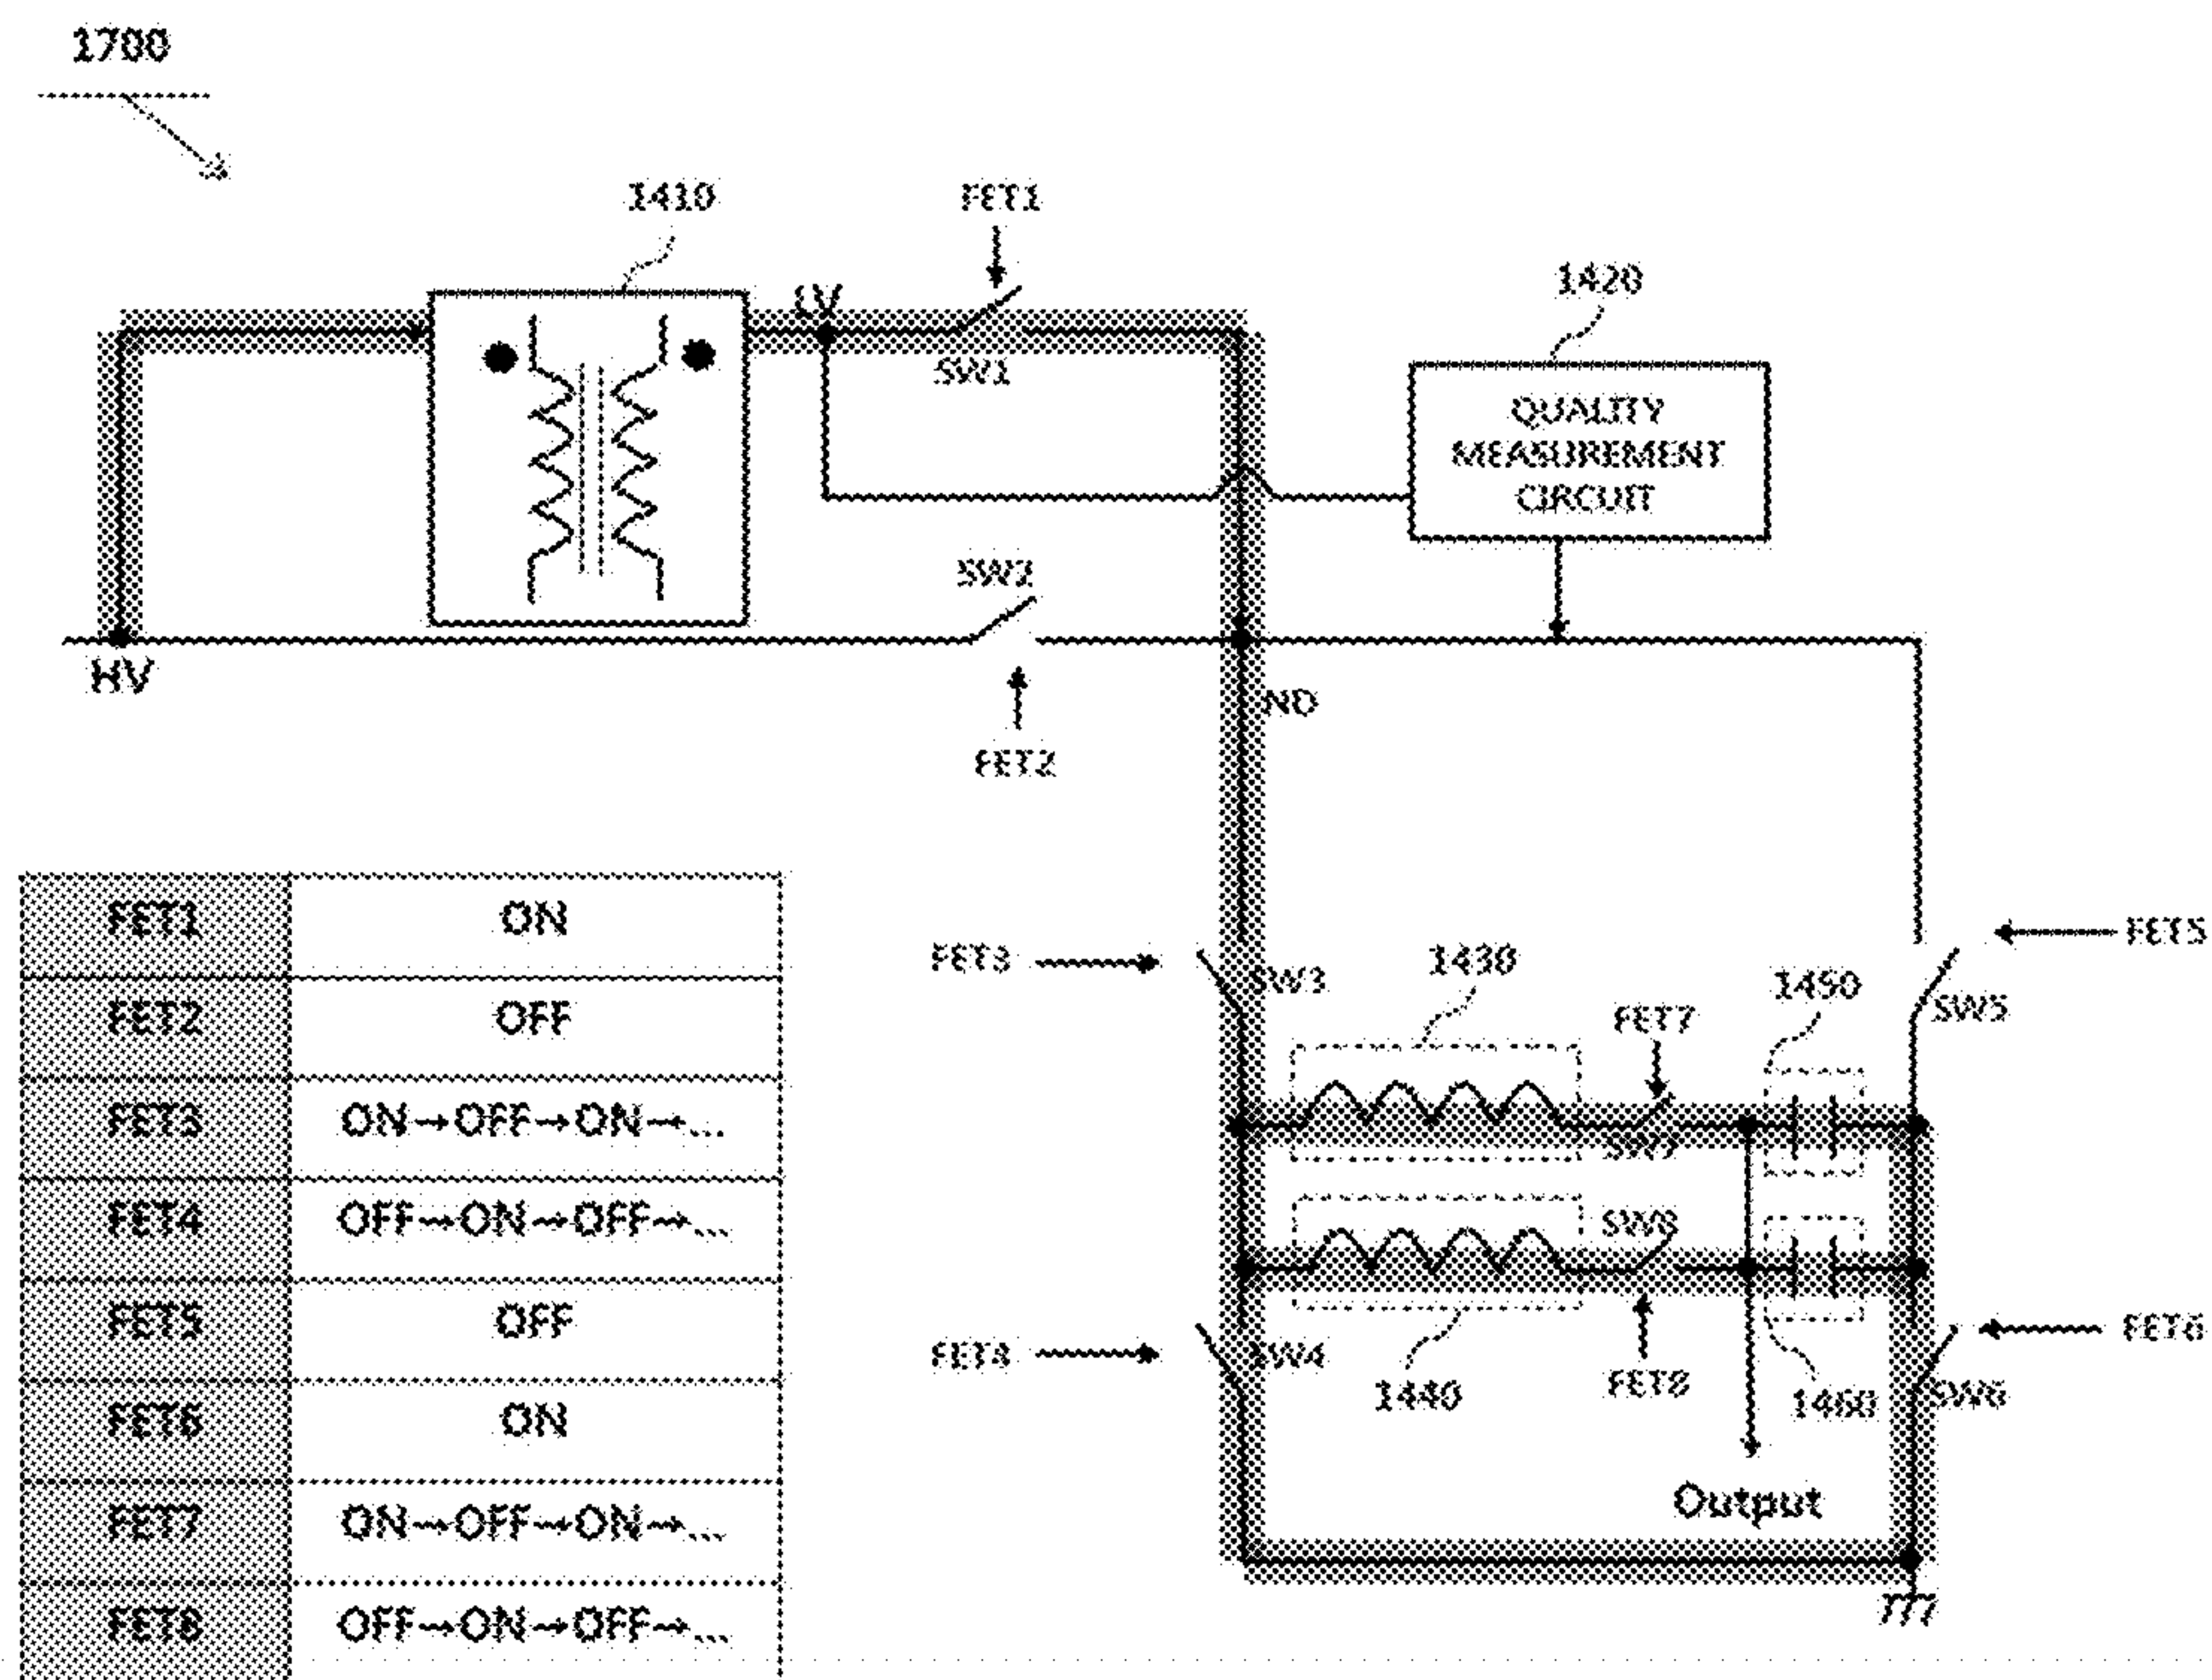 1700
1410
FET1
1420
LV
SW1
QUALITY
MEASUREMENT
CIRCUIT
SW2
HV
ND
FET2
FET1 ON
FET2 OFF
FET3 ON→OFF→ON→...
FET4 OFF→ON→OFF→...
FET5 OFF
FET6 ON
FET7 ON→OFF→ON→...
FET8 OFF→ON→OFF→...
FET3
SW3
1430
FET7
1450
FET5
SW5
SW7
SW8
FET4
SW4
1440
FET8
1460
FET6
SW6
Output